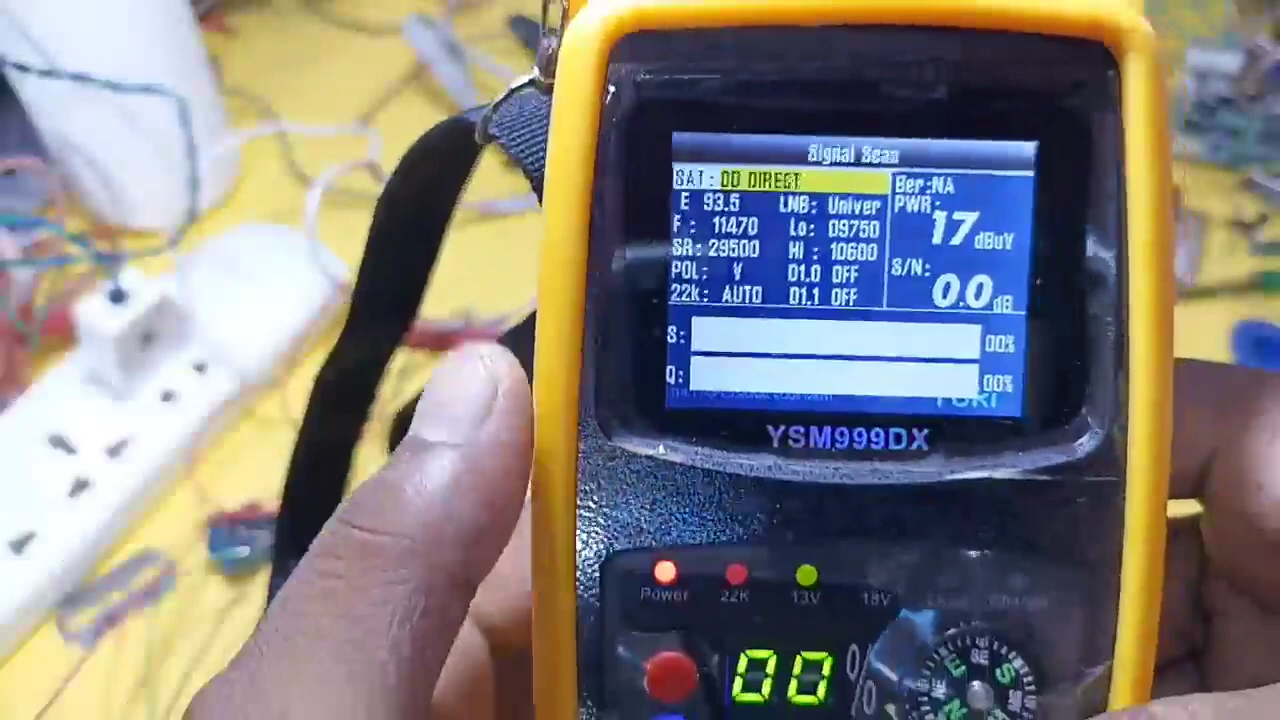 Signal Scan
SAT: DD DIRECT
E 93.5 LNB: Univer
F: 11470 Lo: 09750
SR: 29500 Hi: 10600
POL: V D1.0 OFF
22k: AUTO D1.1 OFF
Ber:NA
PWR:
17 dBuV
S/N:
0.0 dB
S: 00%
Q: 00%
YSM999DX
Power 22K 13V 18V
00 %
NE E SE S
N